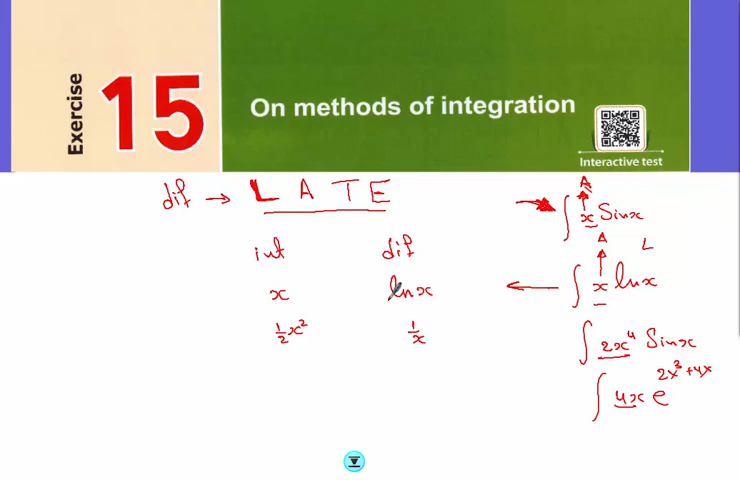 Exercise 15
On methods of integration
Interactive test
dif → L A T E
int dif
x ln x
½x² 1/x
A
∫ x Sin x
A L
∫ x ln x
∫ 2x⁴ Sin x
∫ 4x e^(2x³+4x)